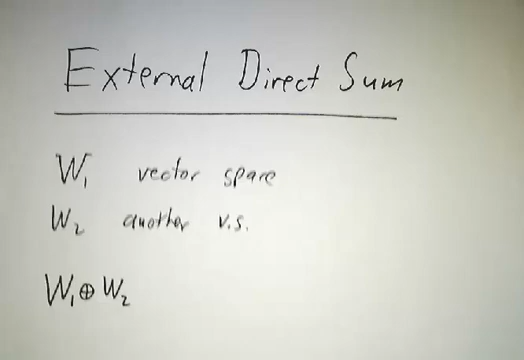 External Direct Sum
W₁ vector space
W₂ another v.s.
W₁⊕W₂